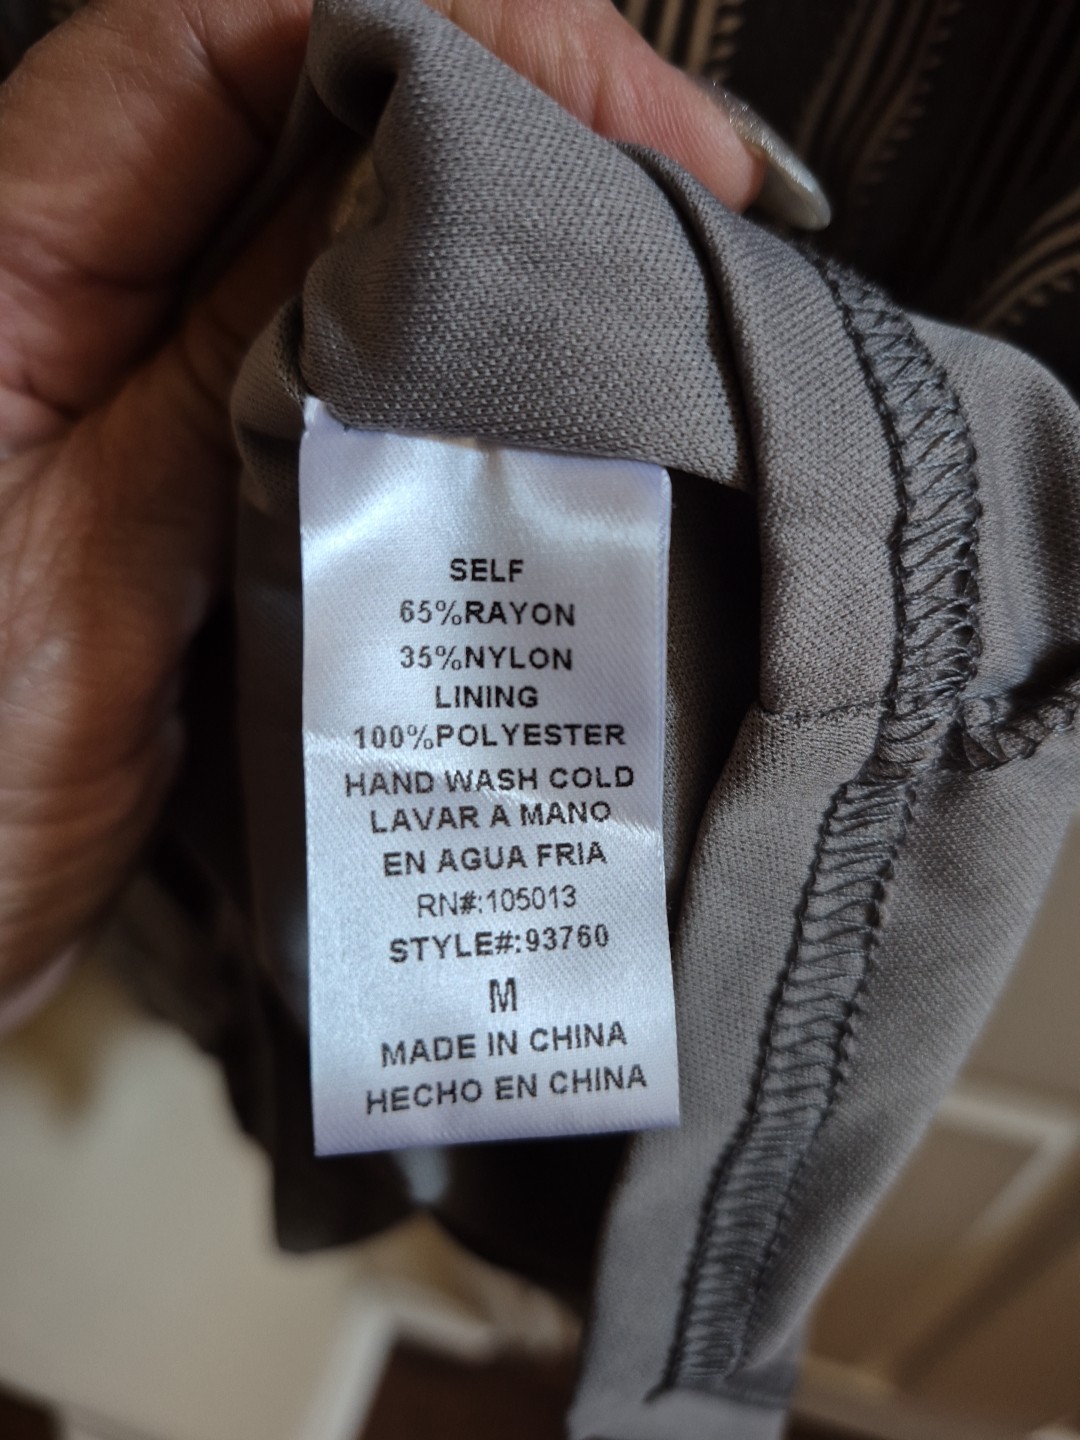 SELF
65%RAYON
35%NYLON
LINING
100%POLYESTER
HAND WASH COLD
LAVAR A MANO
EN AGUA FRIA
RN#:105013
STYLE#:93760
M
MADE IN CHINA
HECHO EN CHINA